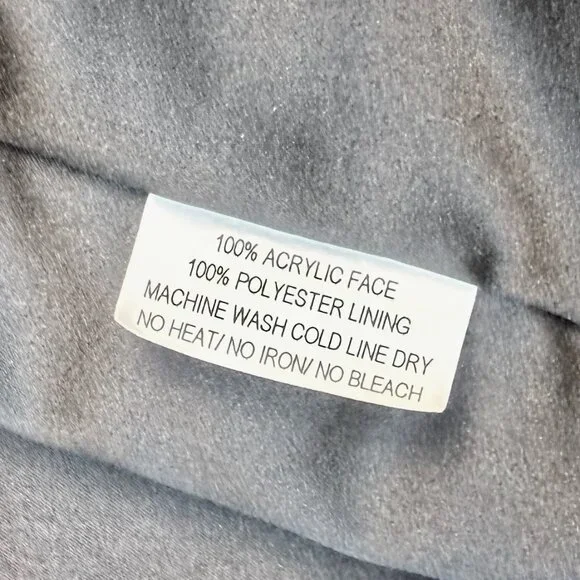 100% ACRYLIC FACE
100% POLYESTER LINING
MACHINE WASH COLD LINE DRY
NO HEAT/ NO IRON/ NO BLEACH